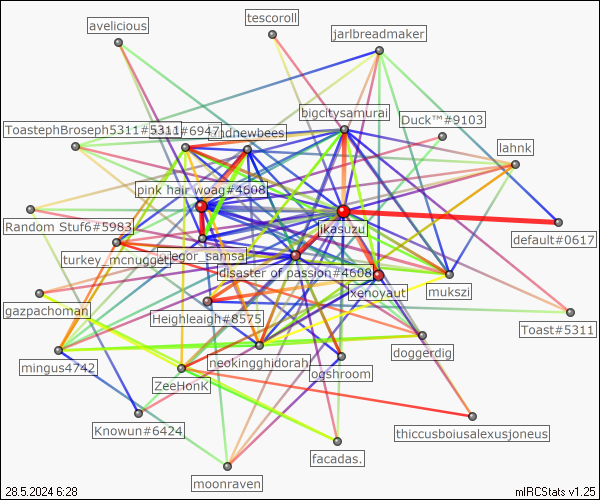 tescoroll
avelicious
jarlbreadmaker
bigcitysamurai
Duck™#9103
ToastephBroseph5311#5311
#6947
ndnewbees
lahnk
pink hair woag#4608
Random Stuf6#5983
jkasuzu
default#0617
turkey_mcnugget
egor_samsa
disaster of passion#4608
xenoyaut
mukszi
gazpachoman
Heighleaigh#8575
Toast#5311
mingus4742
neokingghidorah
doggerdig
ZeeHonK
ogshroom
Knowun#6424
thiccusboiusalexusjoneus
facadas.
moonraven
28.5.2024 6:28
mIRCStats v1.25